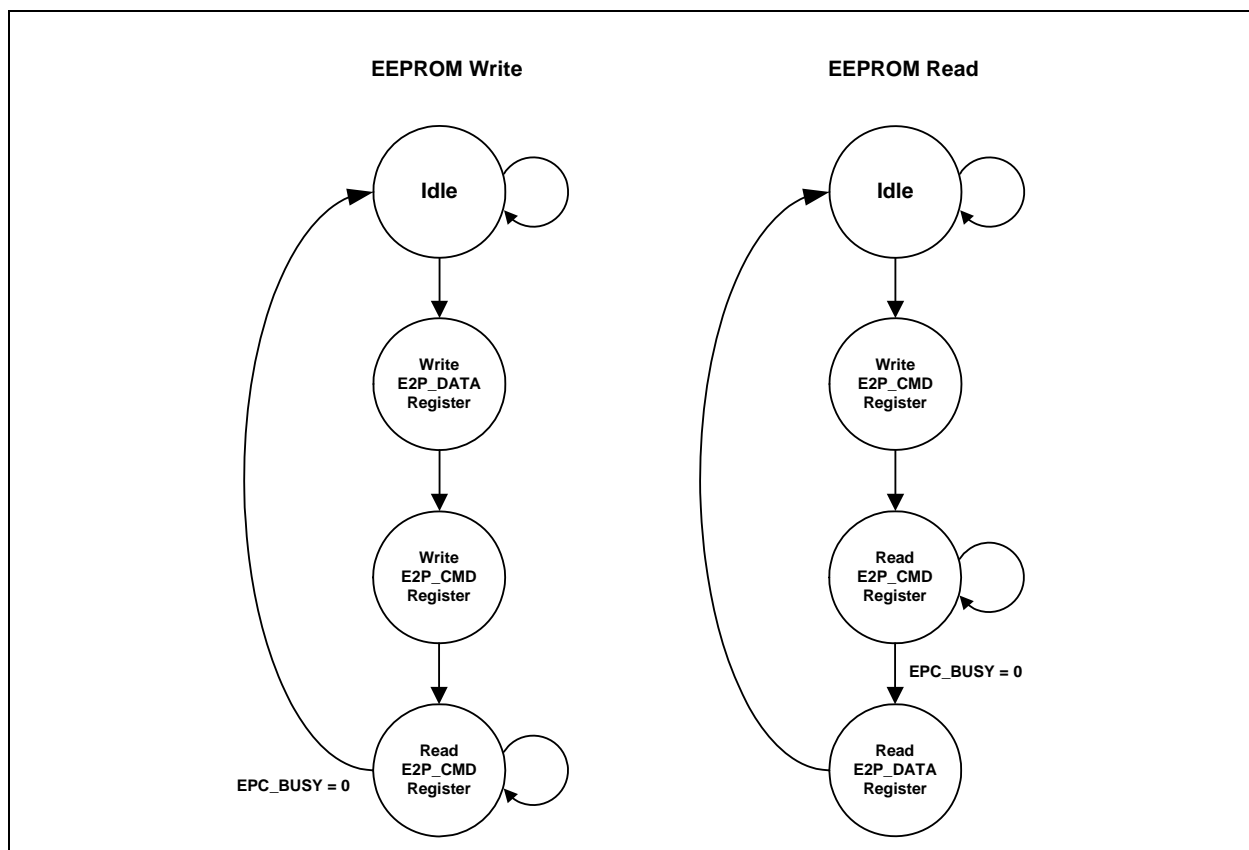 EEPROM Write
Idle
Write
E2P_DATA
Register
Write
E2P_CMD
Register
Read
E2P_CMD
Register
EPC_BUSY = 0
EEPROM Read
Idle
Write
E2P_CMD
Register
Read
E2P_CMD
Register
EPC_BUSY = 0
Read
E2P_DATA
Register